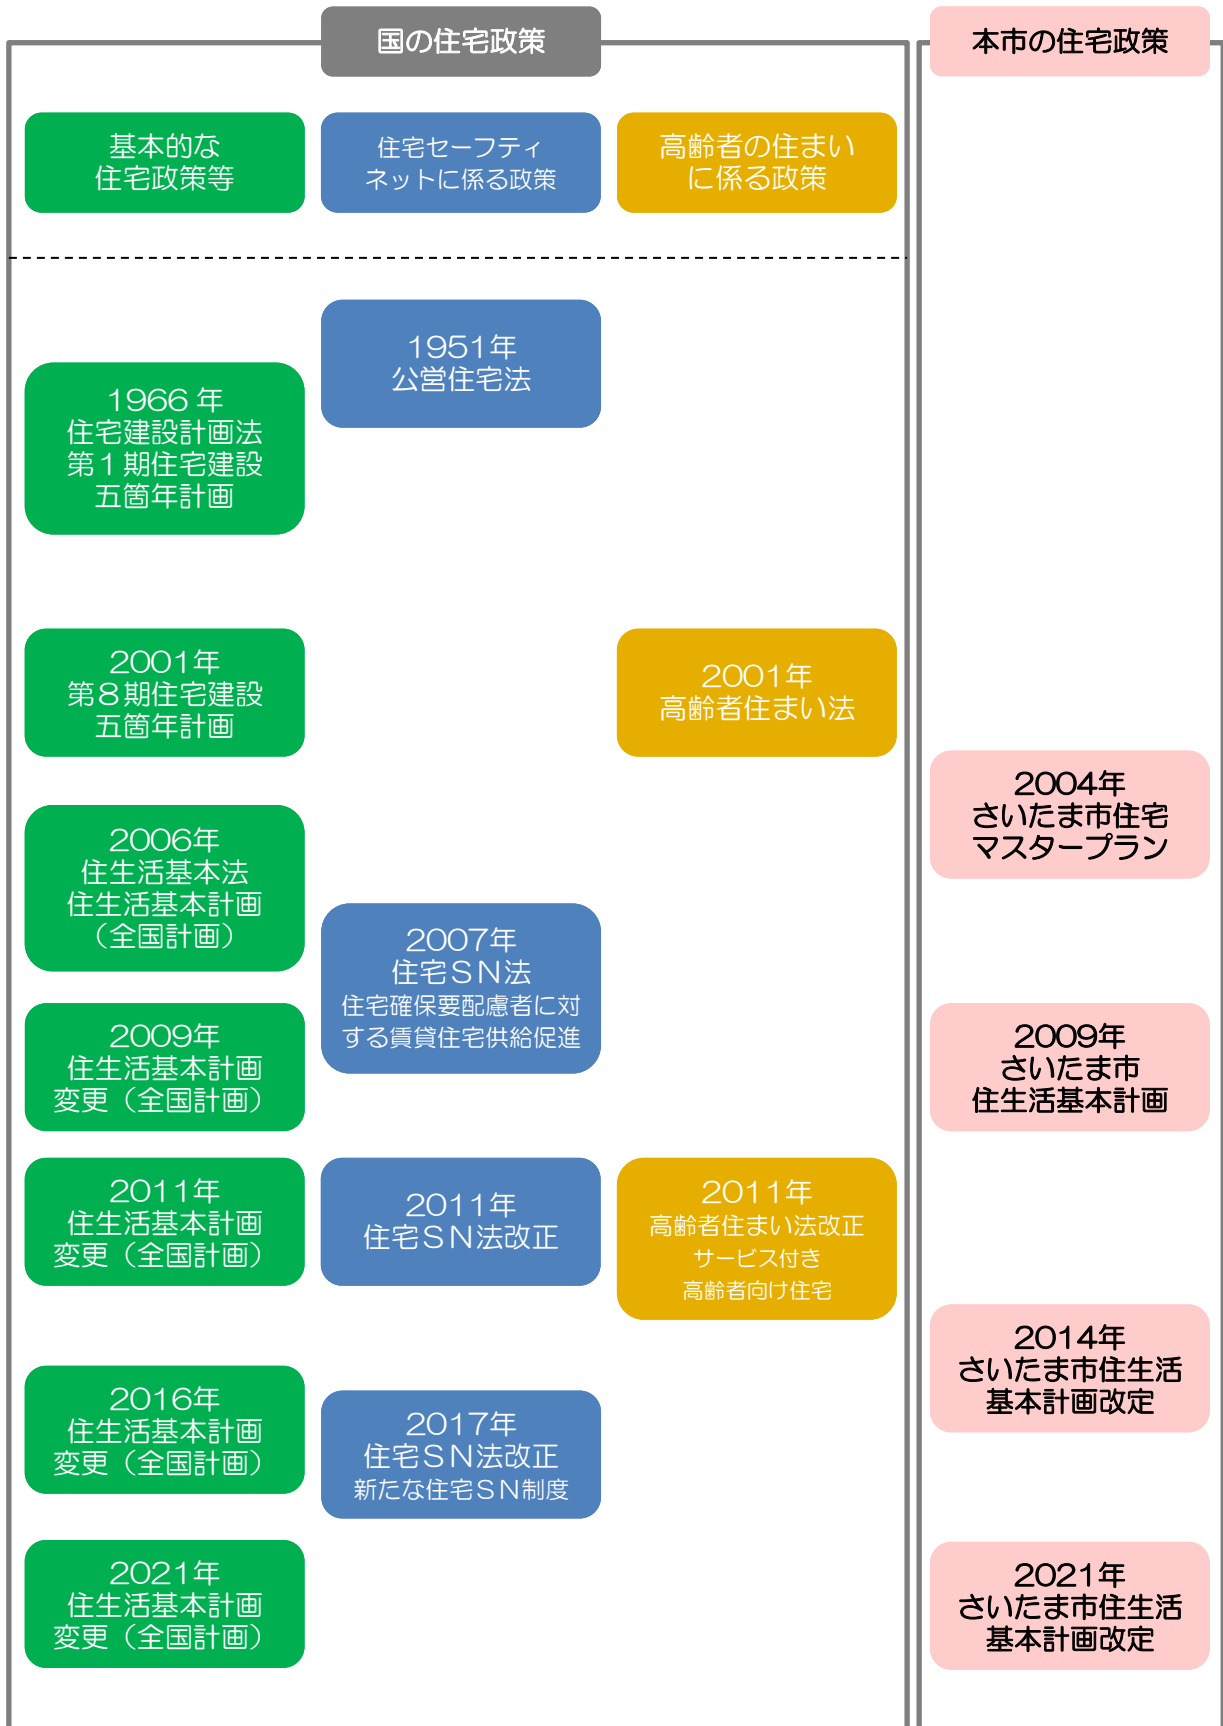 国の住宅政策
本市の住宅政策
基本的な
住宅政策等
住宅セーフティ
ネットに係る政策
高齢者の住まい
に係る政策
1951年
公営住宅法
1966 年
住宅建設計画法
第１期住宅建設
五箇年計画
2001年
第８期住宅建設
五箇年計画
2001年
高齢者住まい法
2004年
さいたま市住宅
マスタープラン
2006年
住生活基本法
住生活基本計画
（全国計画）
2007年
住宅ＳＮ法
住宅確保要配慮者に対
する賃貸住宅供給促進
2009年
住生活基本計画
変更（全国計画）
2009年
さいたま市
住生活基本計画
2011年
住生活基本計画
変更（全国計画）
2011年
住宅ＳＮ法改正
2011年
高齢者住まい法改正
サービス付き
高齢者向け住宅
2014年
さいたま市住生活
基本計画改定
2016年
住生活基本計画
変更（全国計画）
2017年
住宅ＳＮ法改正
新たな住宅ＳＮ制度
2021年
住生活基本計画
変更（全国計画）
2021年
さいたま市住生活
基本計画改定